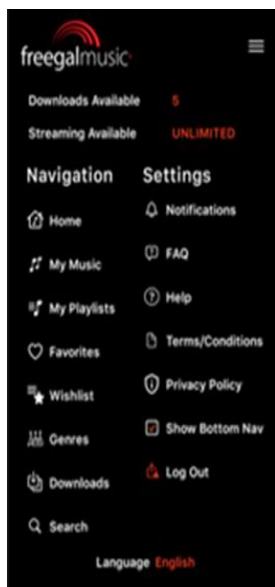 freegalmusic
Downloads Available 5
Streaming Available UNLIMITED
Navigation
Home
My Music
My Playlists
Favorites
Wishlist
Genres
Downloads
Search
Settings
Notifications
FAQ
Help
Terms/Conditions
Privacy Policy
Show Bottom Nav
Log Out
Language English